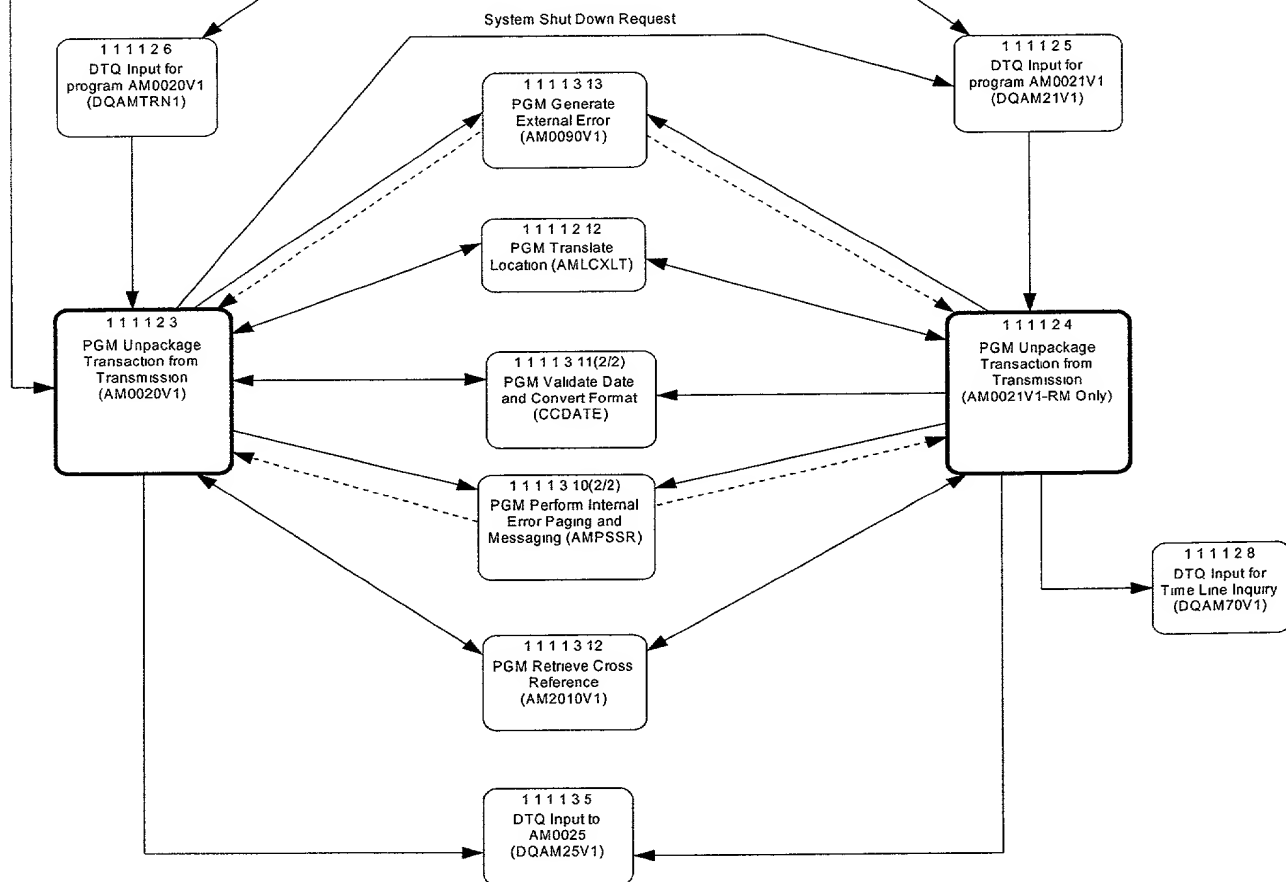 System Shut Down Request
1 1 1 1 2 6
DTQ Input for
program AM0020V1
(DQAMTRN1)
1 1 1 1 2 5
DTQ Input for
program AM0021V1
(DQAM21V1)
1 1 1 1 3 13
PGM Generate
External Error
(AM0090V1)
1 1 1 1 2 12
PGM Translate
Location (AMLCXLT)
1 1 1 1 2 3
PGM Unpackage
Transaction from
Transmission
(AM0020V1)
1 1 1 1 2 4
PGM Unpackage
Transaction from
Transmission
(AM0021V1-RM Only)
1 1 1 1 3 11(2/2)
PGM Validate Date
and Convert Format
(CCDATE)
1 1 1 1 3 10(2/2)
PGM Perform Internal
Error Paging and
Messaging (AMPSSR)
1 1 1 1 2 8
DTQ Input for
Time Line Inquiry
(DQAM70V1)
1 1 1 1 3 12
PGM Retrieve Cross
Reference
(AM2010V1)
1 1 1 1 3 5
DTQ Input to
AM0025
(DQAM25V1)